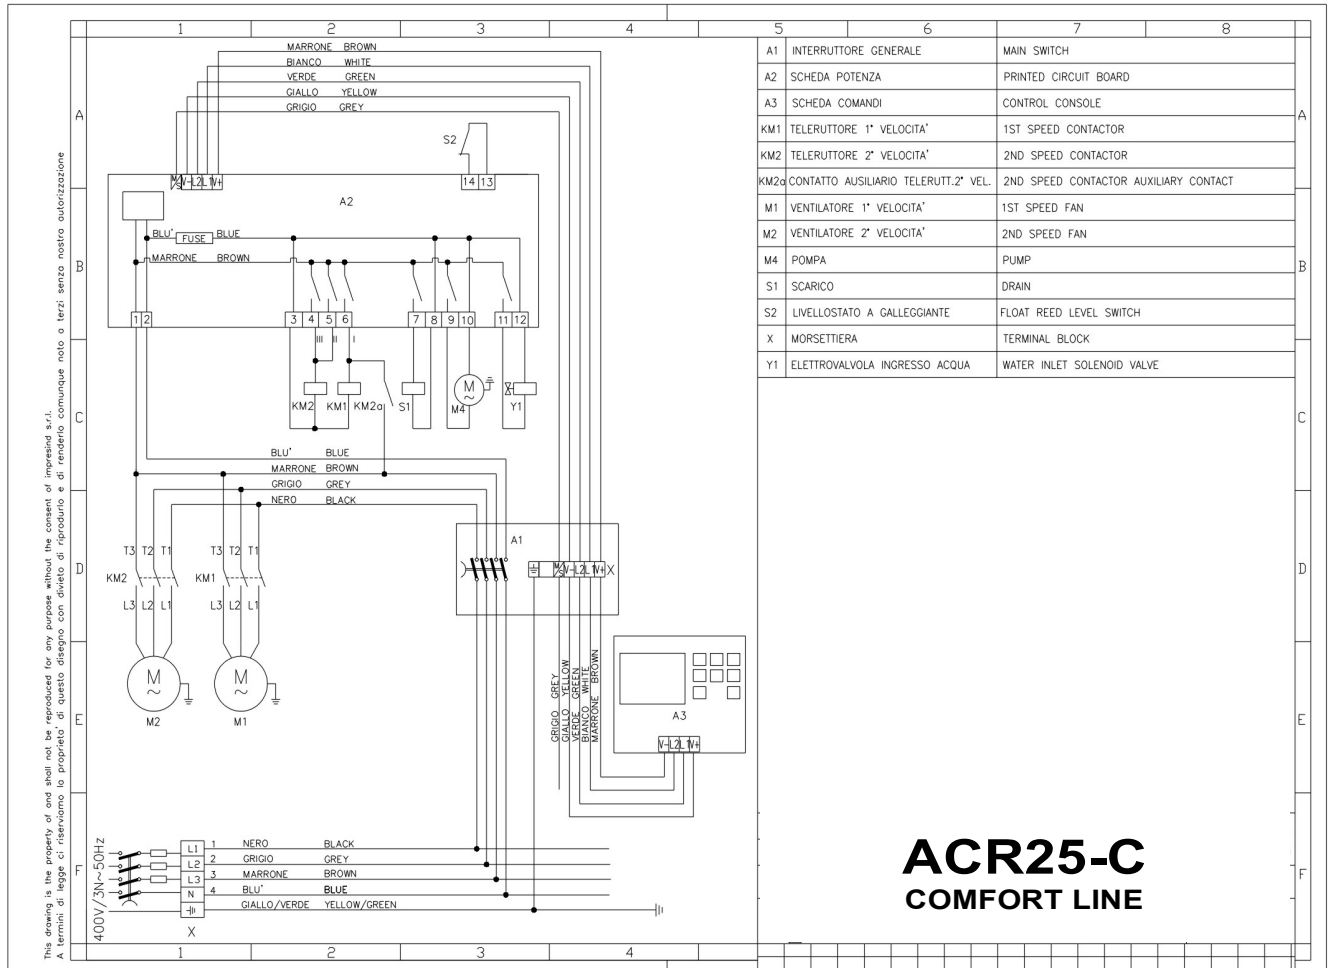 1 2 3 4 5 6 7 8
MARRONE BROWN
BIANCO WHITE
VERDE GREEN
GIALLO YELLOW
GRIGIO GREY
A
S2
M/S V- L2 L1 V+
14 13
A2
BLU' FUSE BLUE
MARRONE BROWN
B
1 2 3 4 5 6 7 8 9 10 11 12
III II I
KM2 KM1 KM2a S1 M M4 Y1
C
BLU' BLUE
MARRONE BROWN
GRIGIO GREY
NERO BLACK
A1
T3 T2 T1 T3 T2 T1
KM2 KM1
L3 L2 L1 L3 L2 L1
D
M/S V- L2 L1 V+ X
M ~ M ~
M2 M1
E
GRIGIO GREY
GIALLO YELLOW
VERDE GREEN
BIANCO WHITE
MARRONE BROWN
A3
V- L2 L1 V+
400V/3N~50Hz
F
L1 1 NERO BLACK
L2 2 GRIGIO GREY
L3 3 MARRONE BROWN
N 4 BLU' BLUE
GIALLO/VERDE YELLOW/GREEN
X
1 2 3 4
A1 INTERRUTTORE GENERALE MAIN SWITCH
A2 SCHEDA POTENZA PRINTED CIRCUIT BOARD
A3 SCHEDA COMANDI CONTROL CONSOLE
KM1 TELERUTTORE 1° VELOCITA' 1ST SPEED CONTACTOR
KM2 TELERUTTORE 2° VELOCITA' 2ND SPEED CONTACTOR
KM2a CONTATTO AUSILIARIO TELERUTT.2° VEL. 2ND SPEED CONTACTOR AUXILIARY CONTACT
M1 VENTILATORE 1° VELOCITA' 1ST SPEED FAN
M2 VENTILATORE 2° VELOCITA' 2ND SPEED FAN
M4 POMPA PUMP
S1 SCARICO DRAIN
S2 LIVELLOSTATO A GALLEGGIANTE FLOAT REED LEVEL SWITCH
X MORSETTIERA TERMINAL BLOCK
Y1 ELETTROVALVOLA INGRESSO ACQUA WATER INLET SOLENOID VALVE
A
B
C
D
E
F
ACR25-C
COMFORT LINE
This drawing is the property of and shall not be reproduced for any purpose without the consent of impresind s.r.l.
A termini di legge ci riserviamo la proprieta' di questo disegno con divieto di riprodurlo e di renderlo comunque noto a terzi senza nostra autorizzazione